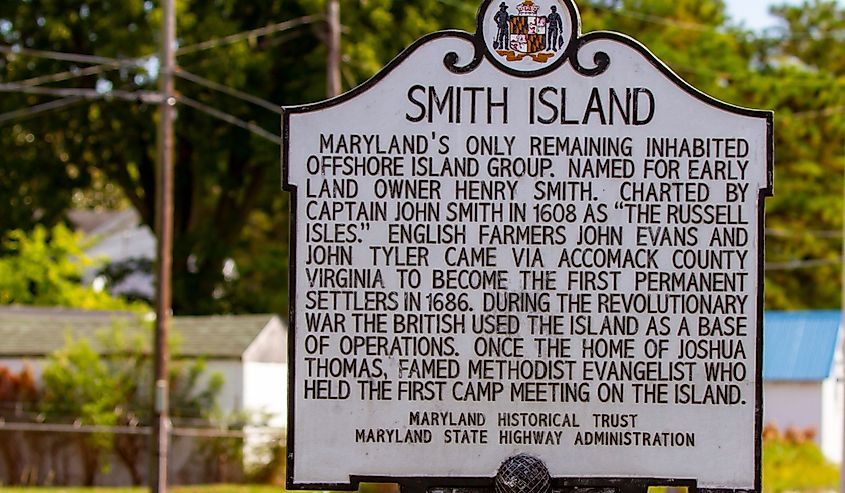 SMITH ISLAND
MARYLAND'S ONLY REMAINING INHABITED
OFFSHORE ISLAND GROUP. NAMED FOR EARLY
LAND OWNER HENRY SMITH. CHARTED BY
CAPTAIN JOHN SMITH IN 1608 AS “THE RUSSELL
ISLES.” ENGLISH FARMERS JOHN EVANS AND
JOHN TYLER CAME VIA ACCOMACK COUNTY
VIRGINIA TO BECOME THE FIRST PERMANENT
SETTLERS IN 1686. DURING THE REVOLUTIONARY
WAR THE BRITISH USED THE ISLAND AS A BASE
OF OPERATIONS. ONCE THE HOME OF JOSHUA
THOMAS, FAMED METHODIST EVANGELIST WHO
HELD THE FIRST CAMP MEETING ON THE ISLAND.
MARYLAND HISTORICAL TRUST
MARYLAND STATE HIGHWAY ADMINISTRATION